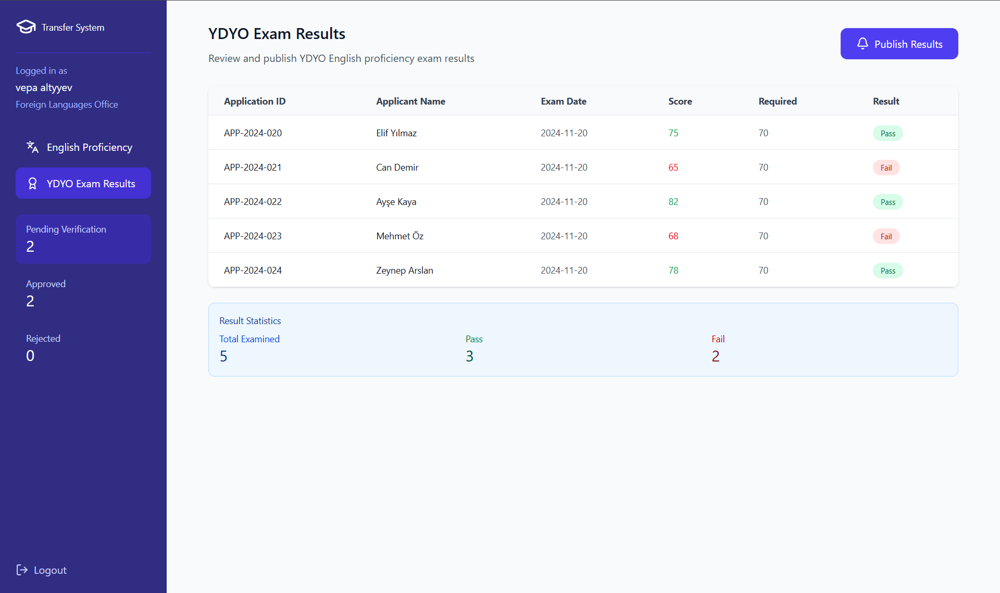 Transfer System
Logged in as
vepa altyyev
Foreign Languages Office
English Proficiency
YDYO Exam Results
Pending Verification
2
Approved
2
Rejected
0
Logout
YDYO Exam Results
Review and publish YDYO English proficiency exam results
Publish Results
Application ID Applicant Name Exam Date Score Required Result
APP-2024-020 Elif Yılmaz 2024-11-20 75 70 Pass
APP-2024-021 Can Demir 2024-11-20 65 70 Fail
APP-2024-022 Ayşe Kaya 2024-11-20 82 70 Pass
APP-2024-023 Mehmet Öz 2024-11-20 68 70 Fail
APP-2024-024 Zeynep Arslan 2024-11-20 78 70 Pass
Result Statistics
Total Examined Pass Fail
5 3 2